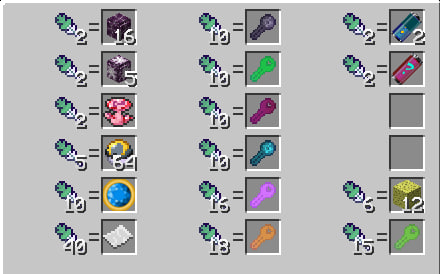 2 = 16 10 = 2 = 2
2 = 5 10 = 2 =
2 = 10 = =
5 = 64 10 = =
10 = 16 = 6 = 12
40 = 13 = 15 =